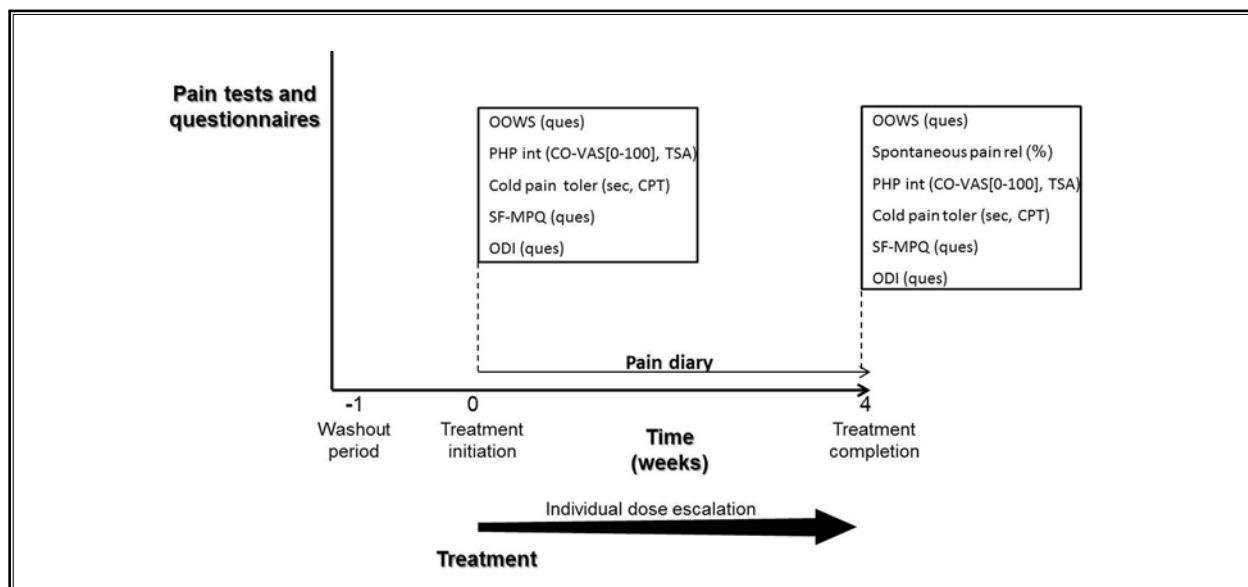 Pain tests and
questionnaires
OOWS (ques)
PHP int (CO-VAS[0-100], TSA)
Cold pain toler (sec, CPT)
SF-MPQ (ques)
ODI (ques)
OOWS (ques)
Spontaneous pain rel (%)
PHP int (CO-VAS[0-100], TSA)
Cold pain toler (sec, CPT)
SF-MPQ (ques)
ODI (ques)
Pain diary
-1
Washout
period
0
Treatment
initiation
Time
(weeks)
4
Treatment
completion
Individual dose escalation
Treatment